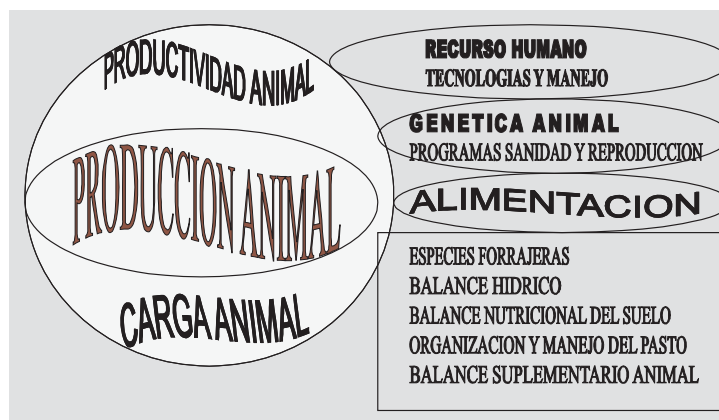 PRODUCTIVIDAD ANIMAL
PRODUCCION ANIMAL
CARGA ANIMAL
RECURSO HUMANO
TECNOLOGIAS Y MANEJO
GENETICA ANIMAL
PROGRAMAS SANIDAD Y REPRODUCCION
ALIMENTACION
ESPECIES FORRAJERAS
BALANCE HIDRICO
BALANCE NUTRICIONAL DEL SUELO
ORGANIZACION Y MANEJO DEL PASTO
BALANCE SUPLEMENTARIO ANIMAL